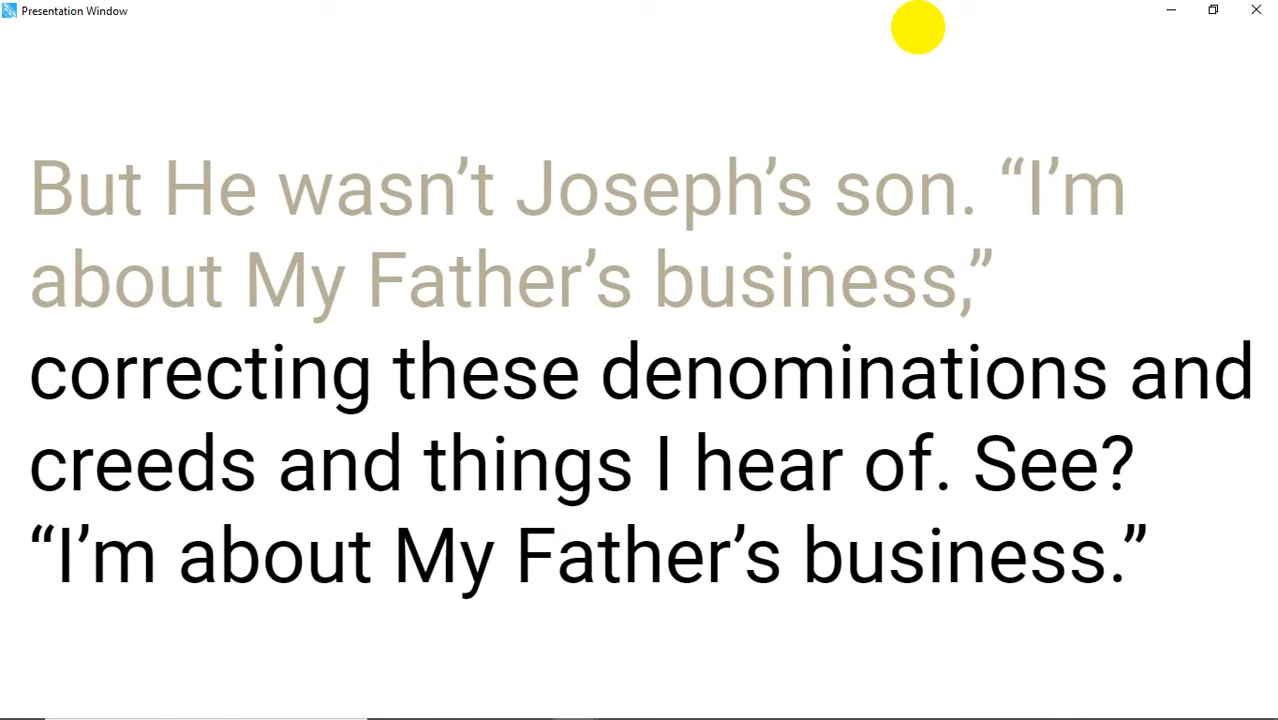 Presentation Window
But He wasn’t Joseph’s son. “I’m
about My Father’s business,”
correcting these denominations and
creeds and things I hear of. See?
“I’m about My Father’s business.”